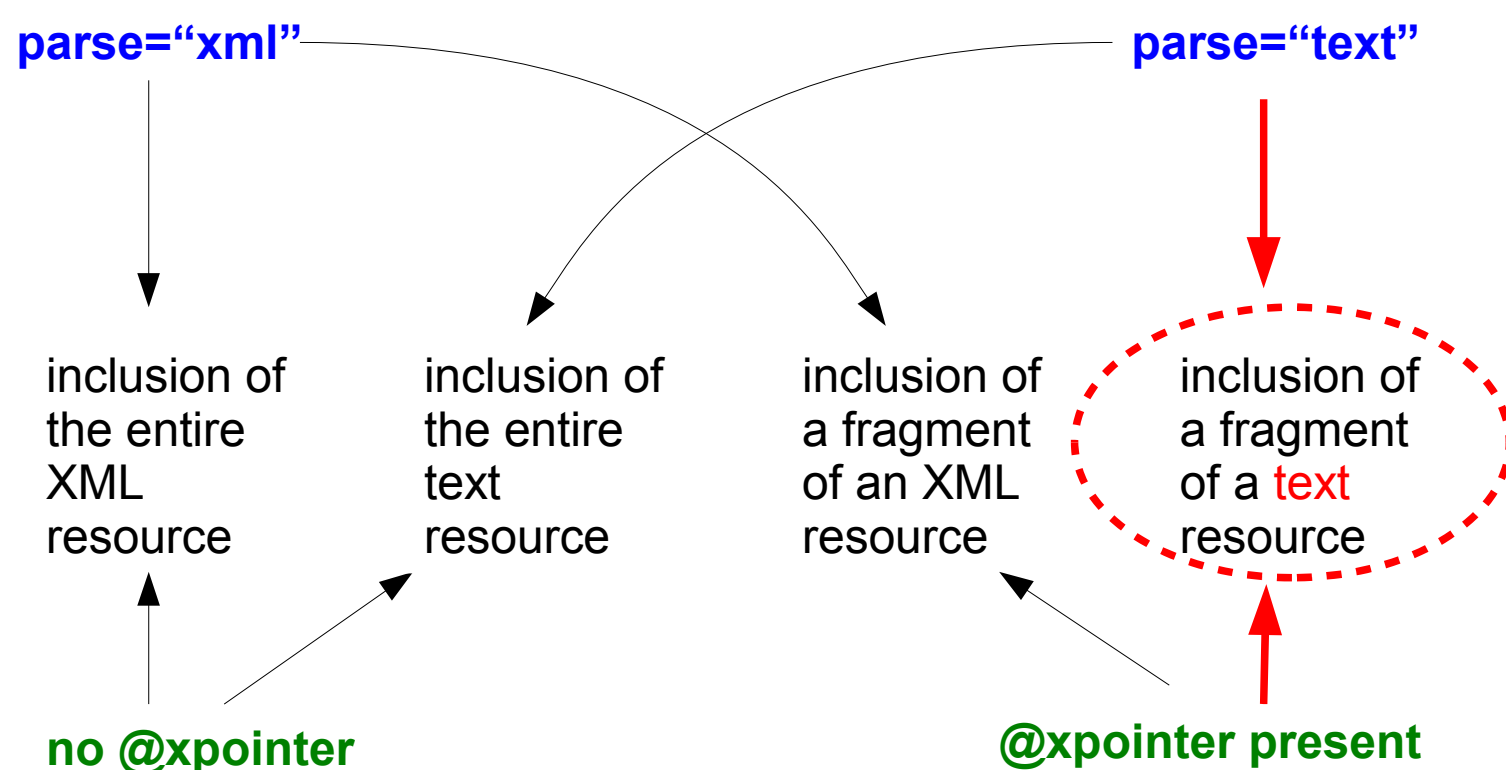 parse=“xml”
parse=“text”
inclusion of
the entire
XML
resource
inclusion of
the entire
text
resource
inclusion of
a fragment
of an XML
resource
inclusion of
a fragment
of a text
resource
no @xpointer
@xpointer present